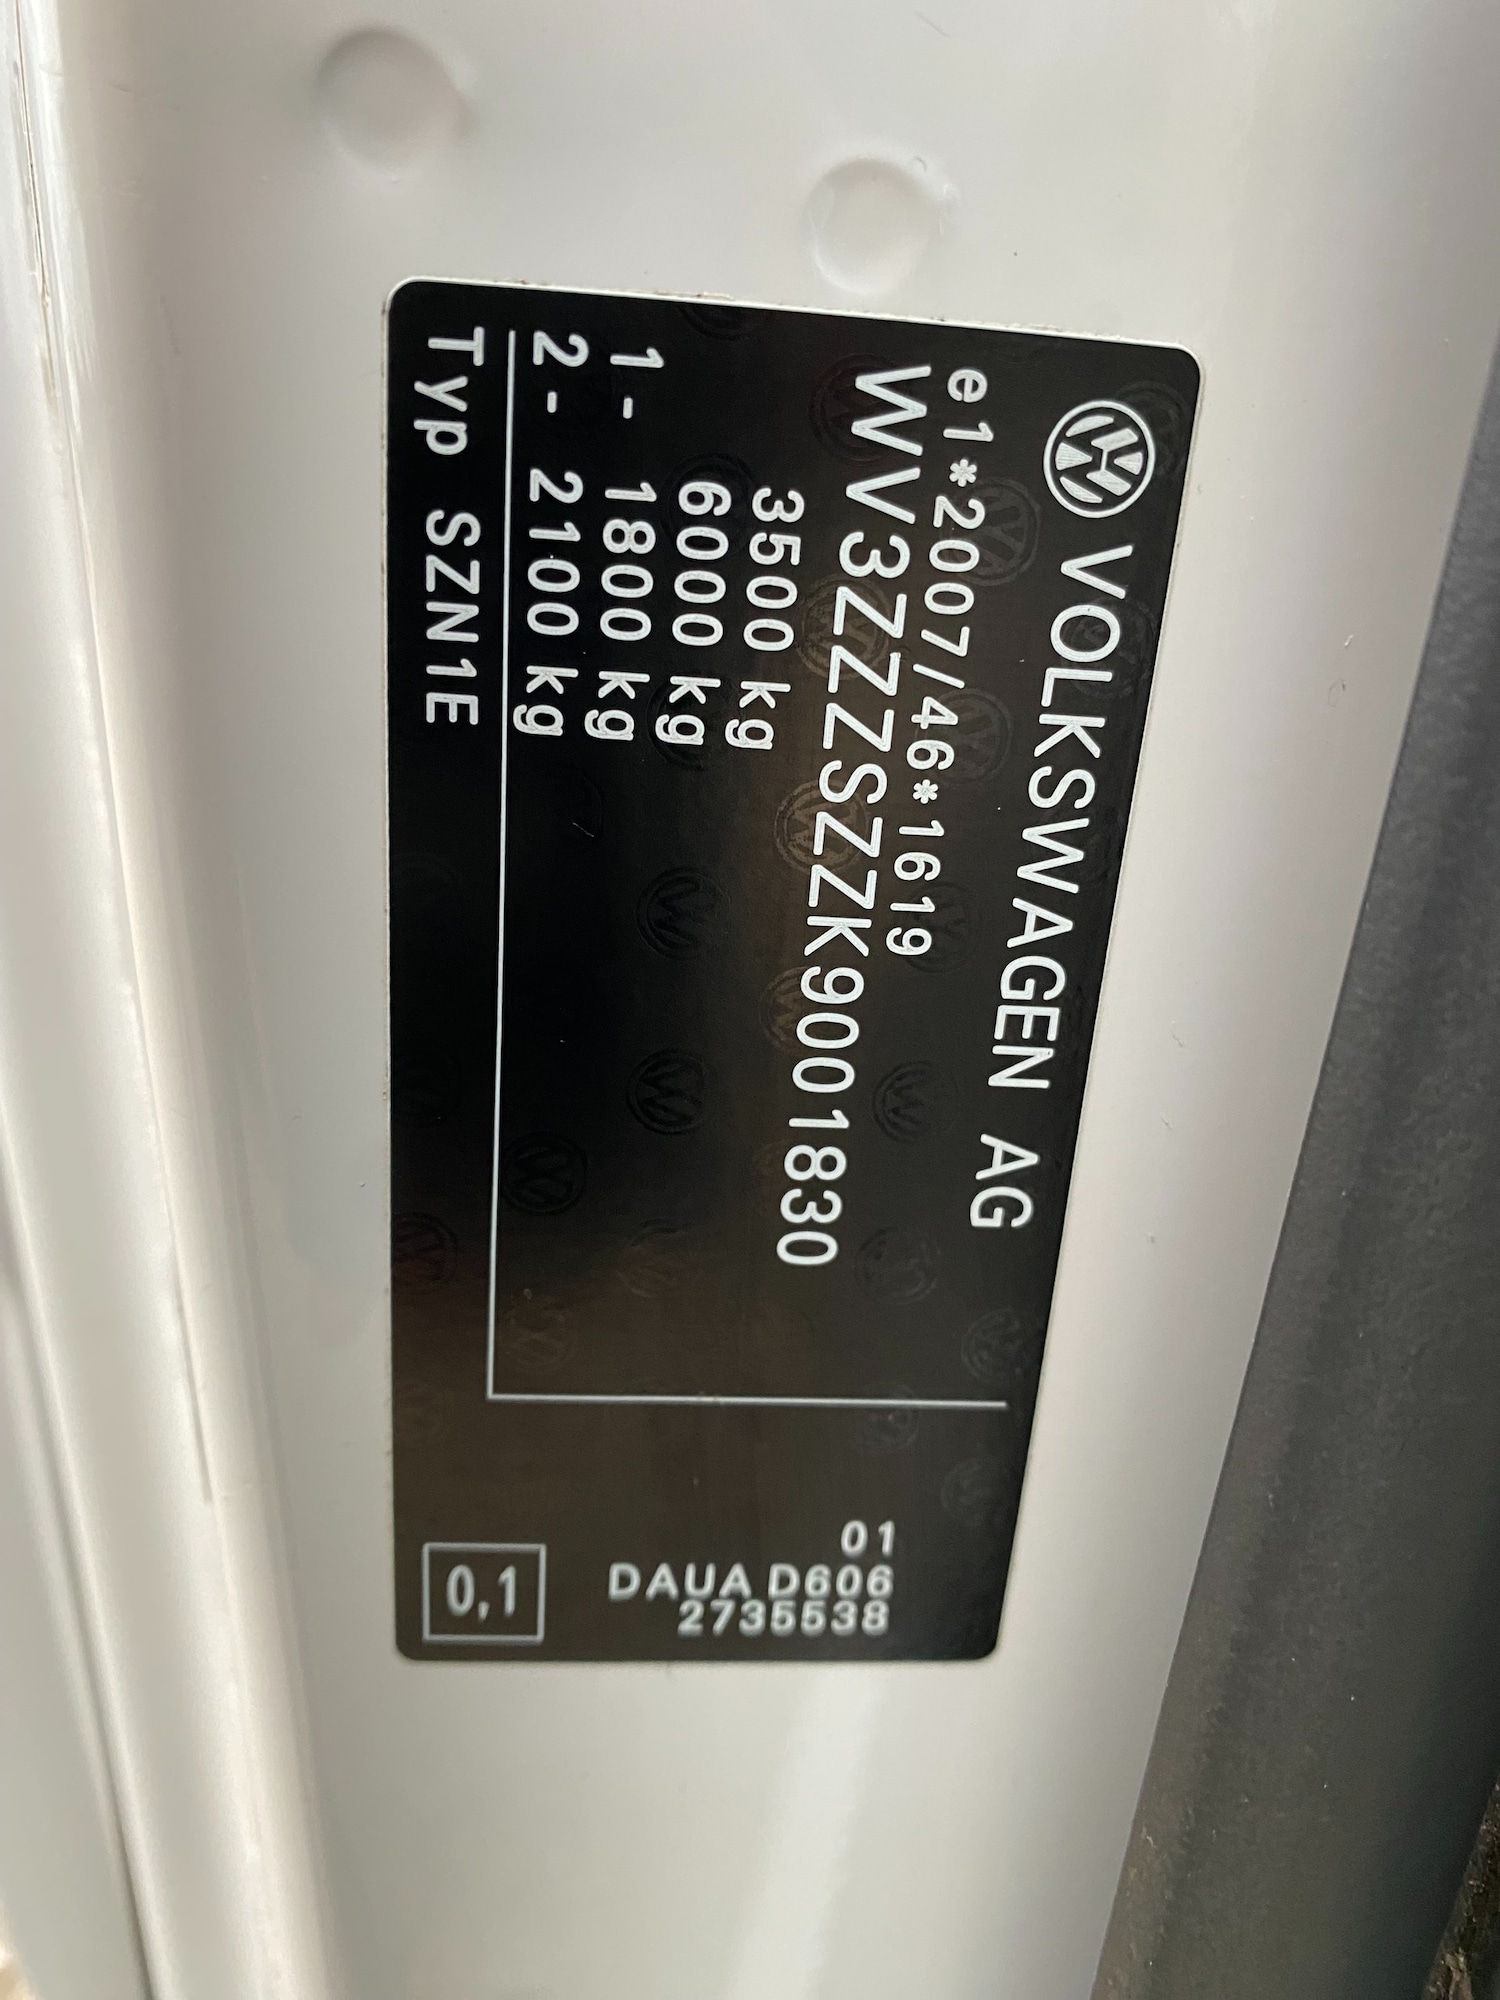 VOLKSWAGEN AG
e1*2007/46*1619
WV3ZZZSZZK9001830
3500 kg
6000 kg
1- 1800 kg
2- 2100 kg
Typ SZN1E
01
DAUA D606
2735538
0,1